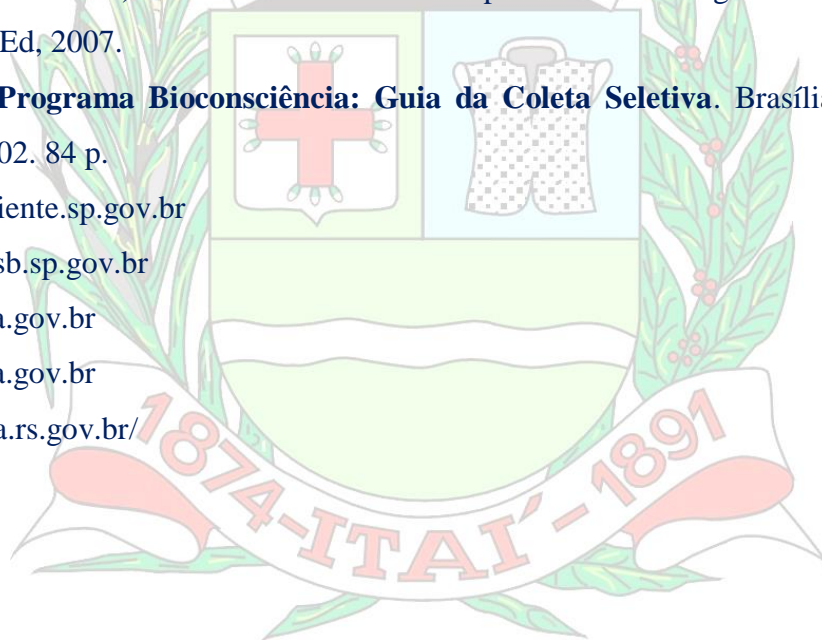 Ed, 2007.
Programa Bioconsciência: Guia da Coleta Seletiva. Brasília
02. 84 p.
iente.sp.gov.br
sb.sp.gov.br
a.gov.br
a.gov.br
a.rs.gov.br/
1874-ITAÍ-1891